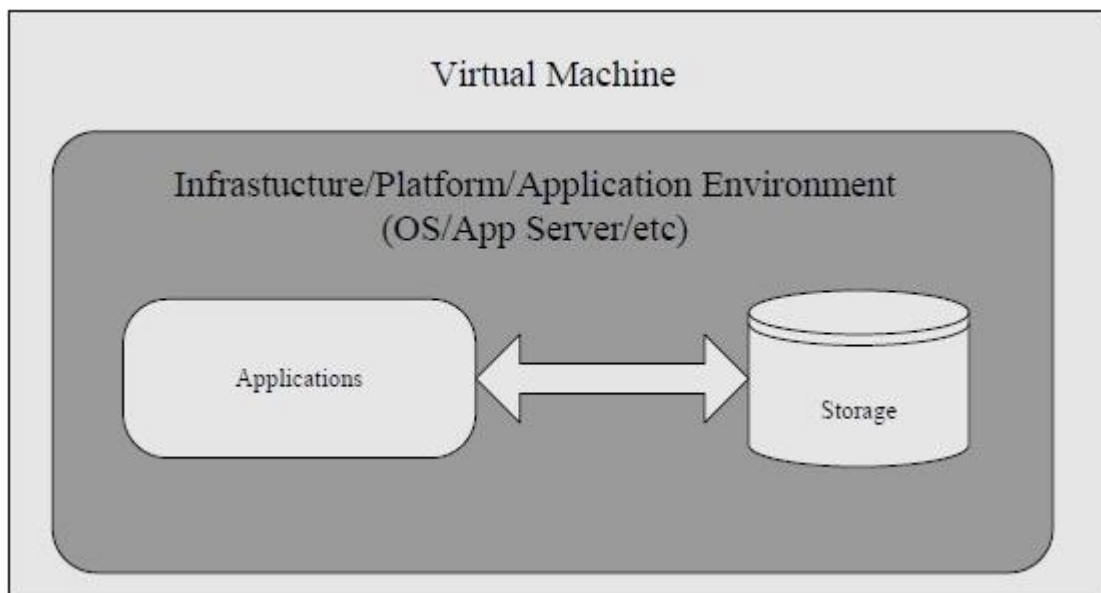 Virtual Machine
Infrastucture/Platform/Application Environment
(OS/App Server/etc)
Applications
Storage